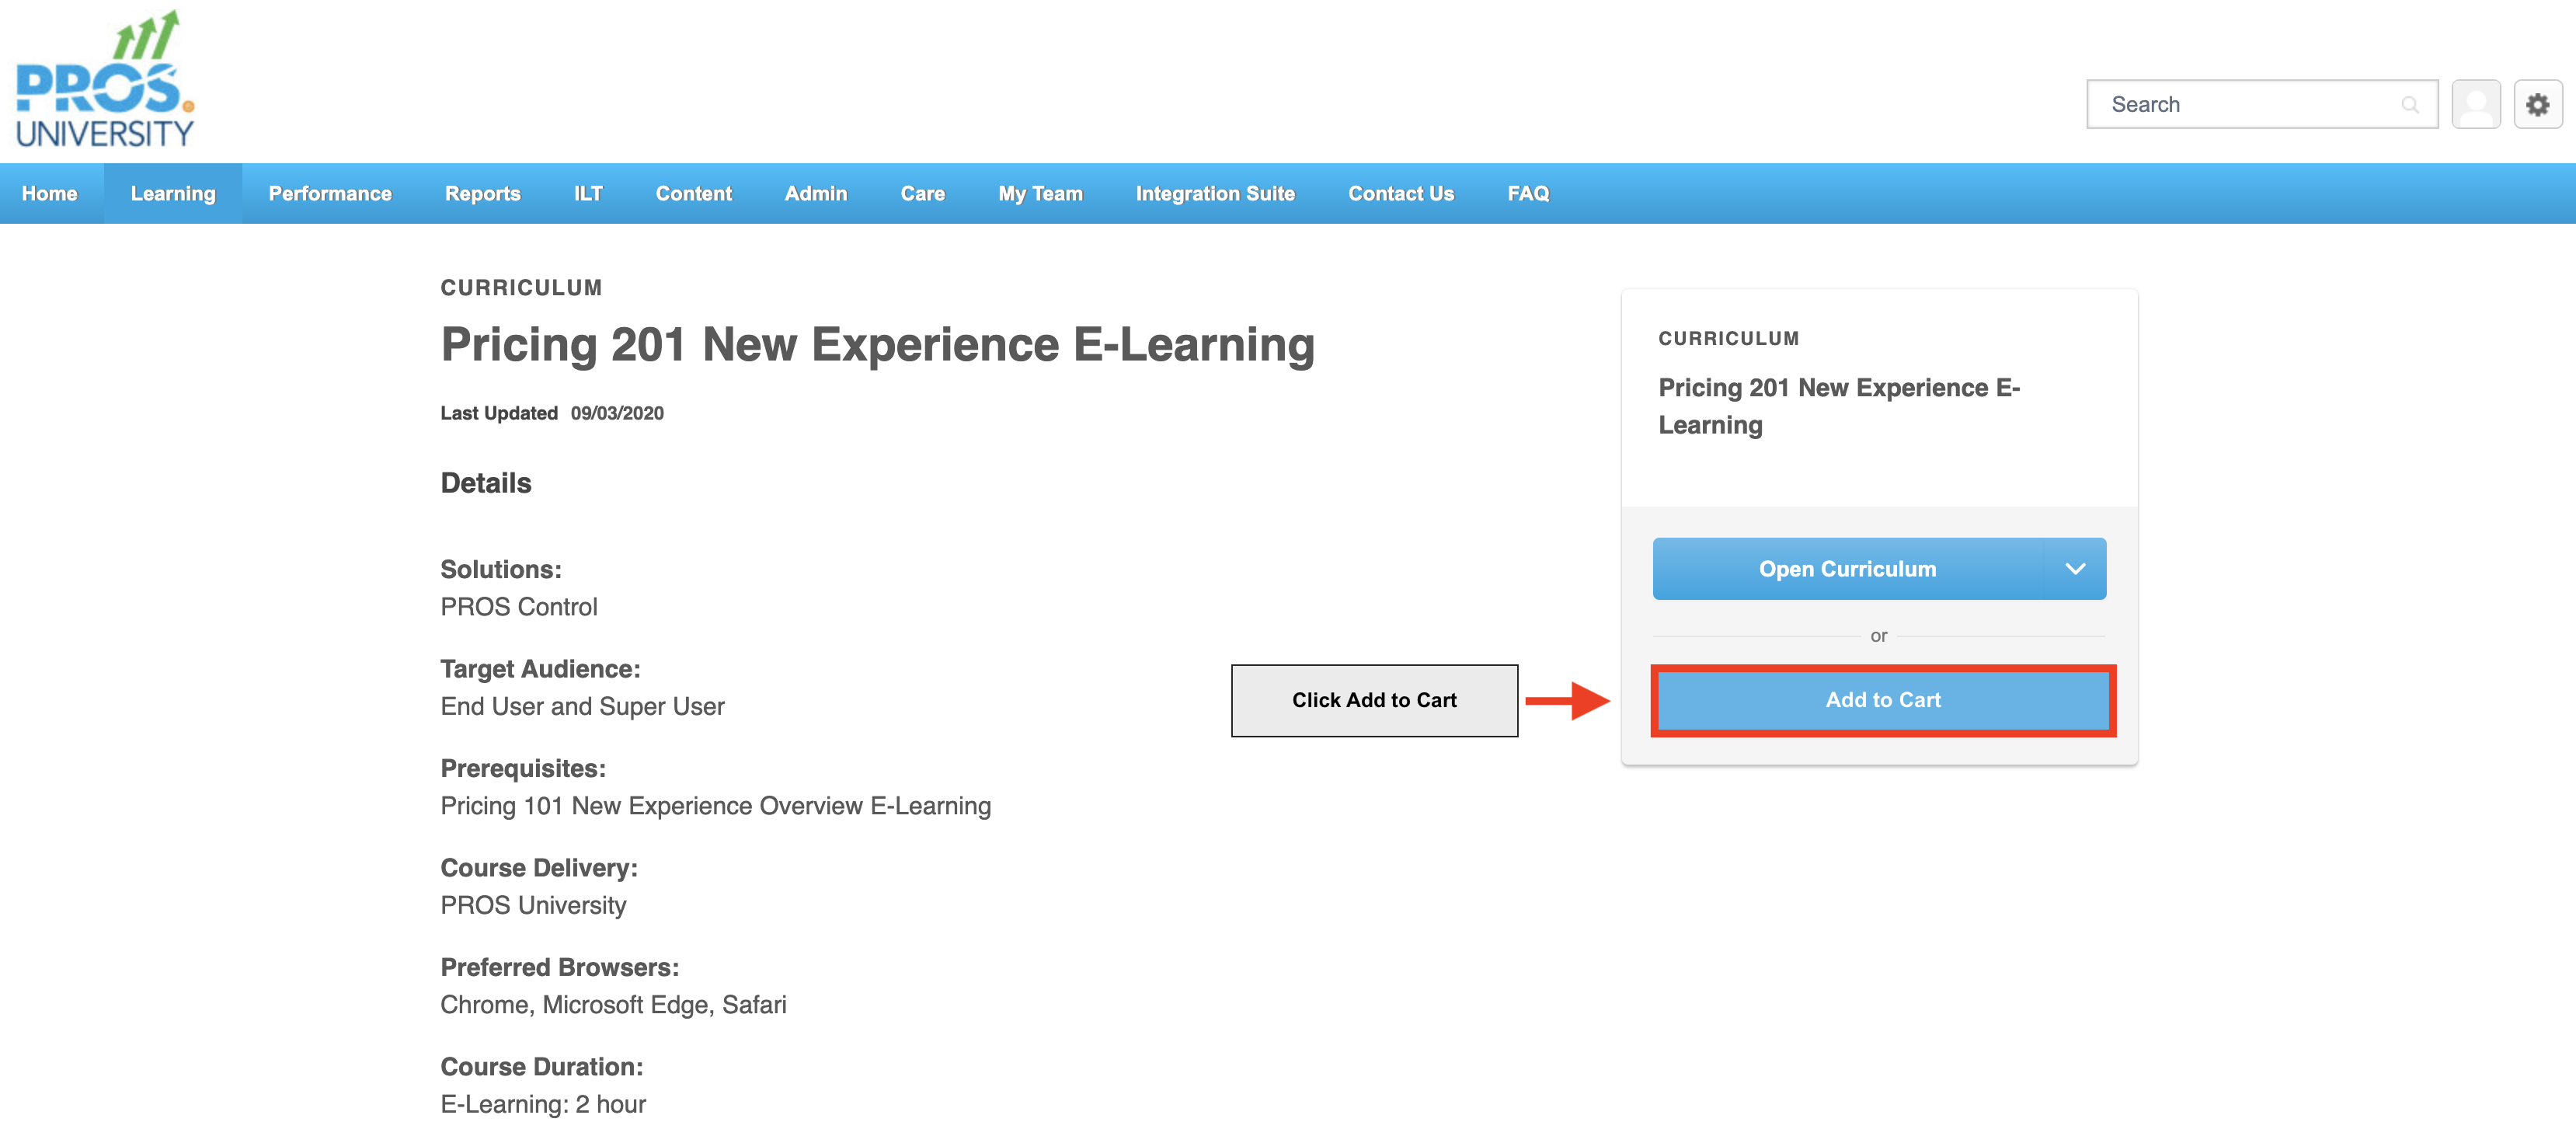 PROS
UNIVERSITY
Search
Home Learning Performance Reports ILT Content Admin Care My Team Integration Suite Contact Us FAQ
CURRICULUM
Pricing 201 New Experience E-Learning
Last Updated 09/03/2020
Details
Solutions:
PROS Control
Target Audience:
End User and Super User
Prerequisites:
Pricing 101 New Experience Overview E-Learning
Course Delivery:
PROS University
Preferred Browsers:
Chrome, Microsoft Edge, Safari
Course Duration:
E-Learning: 2 hour
Click Add to Cart
CURRICULUM
Pricing 201 New Experience E-
Learning
Open Curriculum
or
Add to Cart